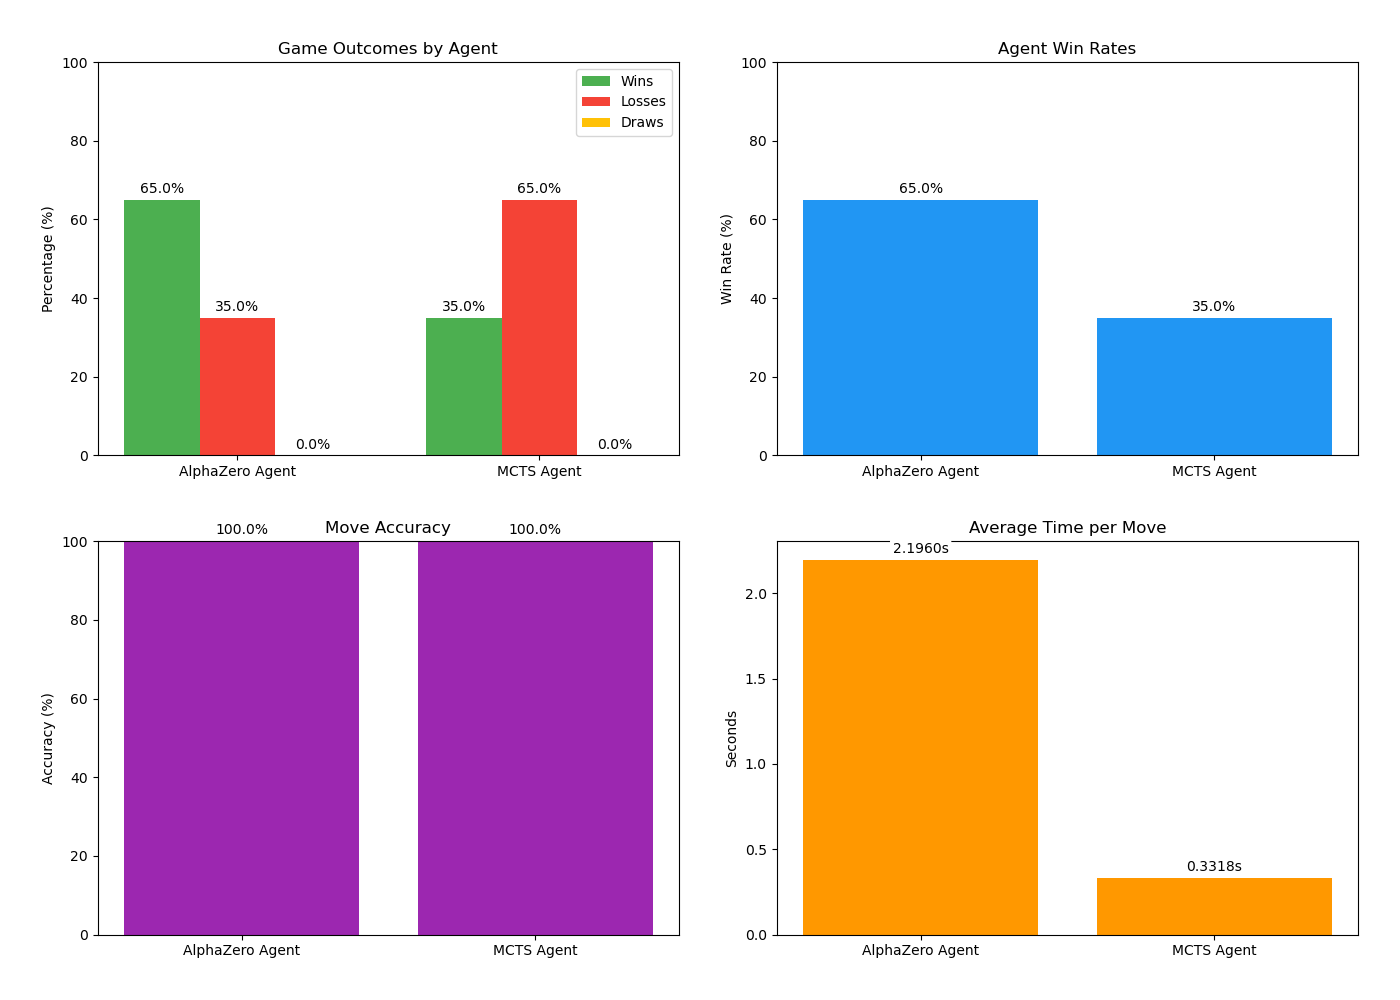 Game Outcomes by Agent
100
80
60
40
20
0
Percentage (%)
Wins
Losses
Draws
65.0%
35.0%
0.0%
35.0%
65.0%
0.0%
AlphaZero Agent
MCTS Agent
Agent Win Rates
100
80
60
40
20
0
Win Rate (%)
65.0%
35.0%
AlphaZero Agent
MCTS Agent
Move Accuracy
100
80
60
40
20
0
Accuracy (%)
100.0%
100.0%
AlphaZero Agent
MCTS Agent
Average Time per Move
2.0
1.5
1.0
0.5
0.0
Seconds
2.1960s
0.3318s
AlphaZero Agent
MCTS Agent